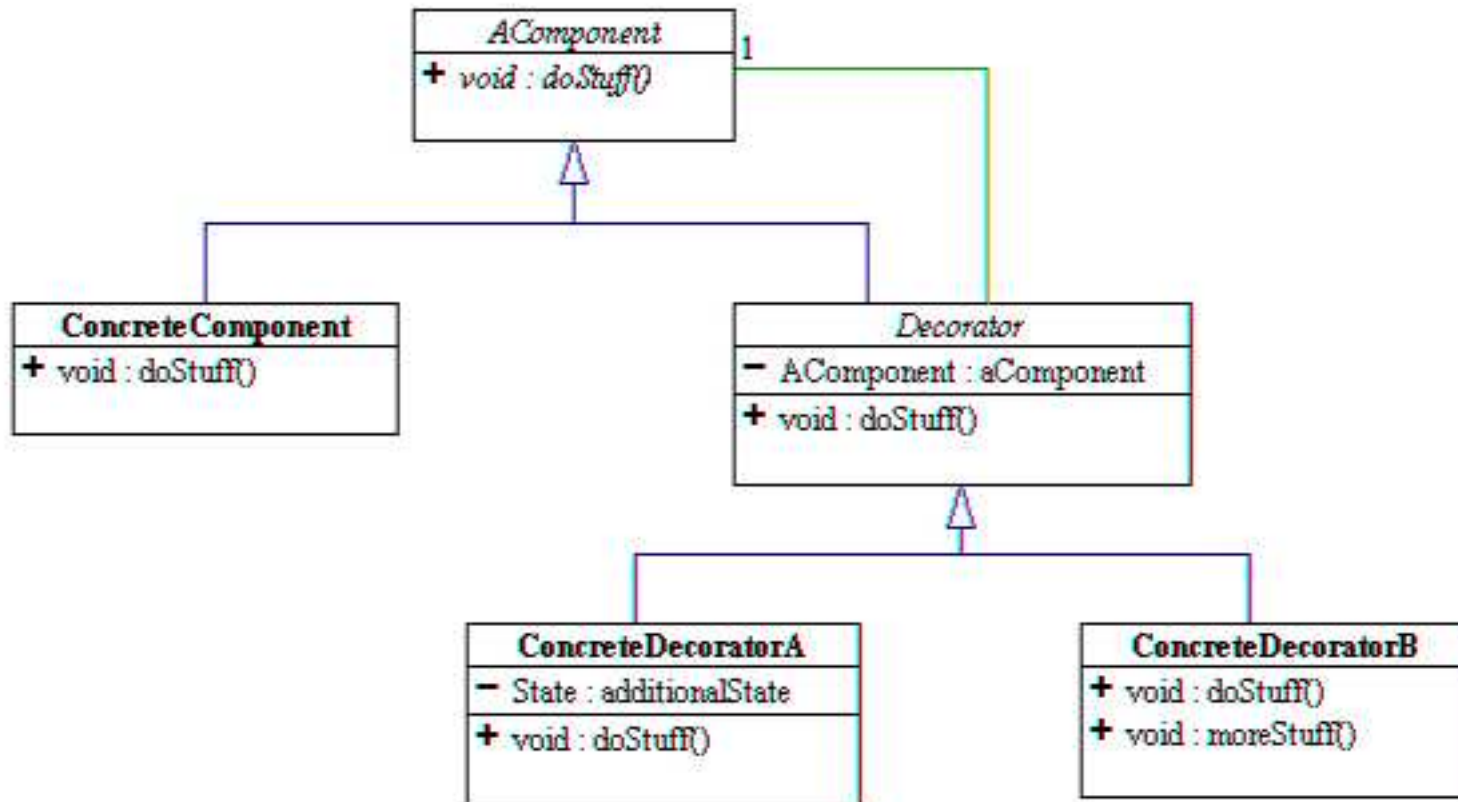 AComponent
1
+ void : doStuff()
ConcreteComponent
+ void : doStuff()
Decorator
− AComponent : aComponent
+ void : doStuff()
ConcreteDecoratorA
− State : additionalState
+ void : doStuff()
ConcreteDecoratorB
+ void : doStuff()
+ void : moreStuff()